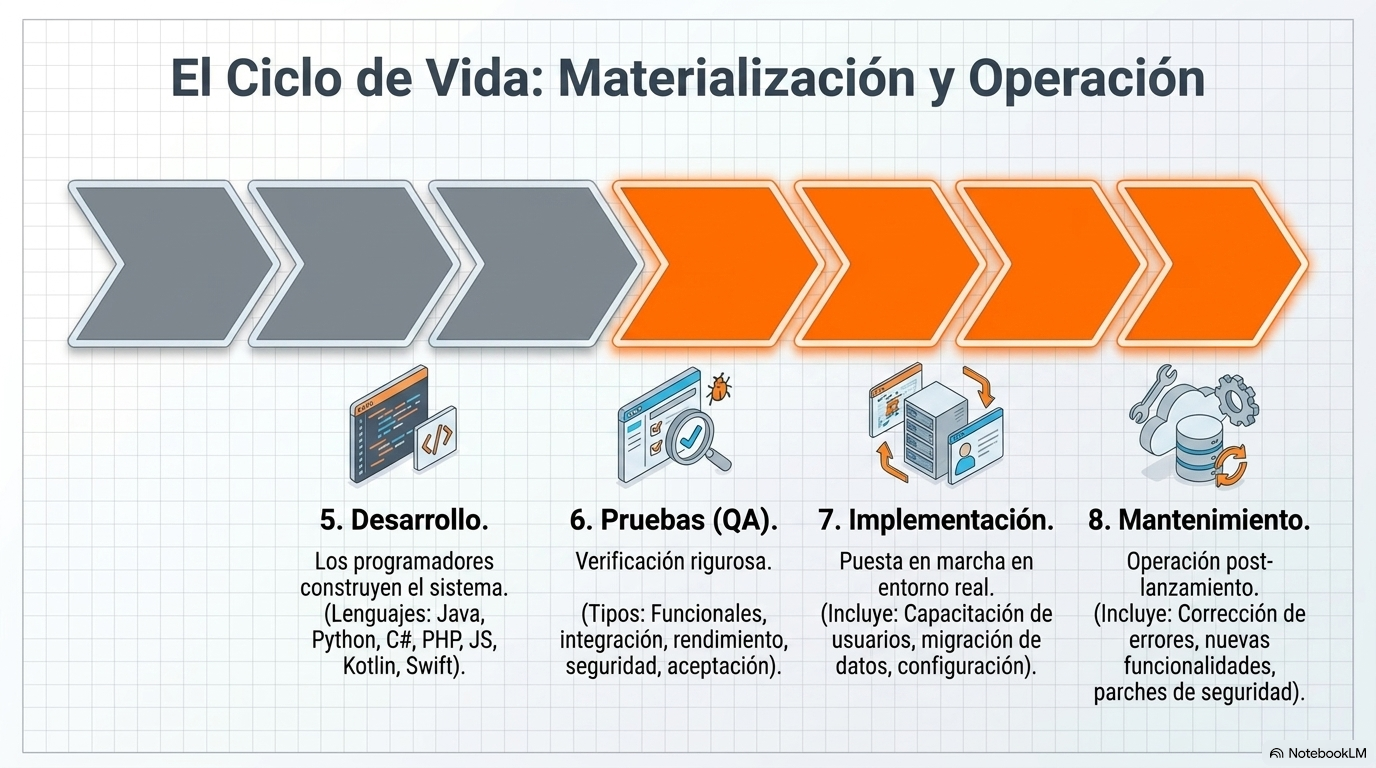 El Ciclo de Vida: Materialización y Operación
5. Desarrollo.
Los programadores
construyen el sistema.
(Lenguajes: Java,
Python, C#, PHP, JS,
Kotlin, Swift).
6. Pruebas (QA).
Verificación rigurosa.
(Tipos: Funcionales,
integración, rendimiento,
seguridad, aceptación).
7. Implementación.
Puesta en marcha en
entorno real.
(Incluye: Capacitación de
usuarios, migración de
datos, configuración).
8. Mantenimiento.
Operación post-
lanzamiento.
(Incluye: Corrección de
errores, nuevas
funcionalidades,
parches de seguridad).
NotebookLM